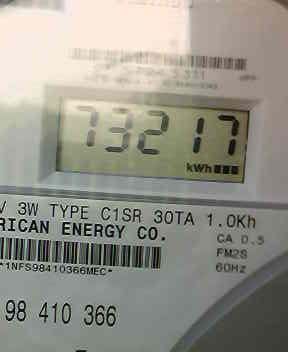 73217
kWh
V 3W TYPE C1SR 30TA 1.0Kh
RICAN ENERGY CO.
CA 0.5
FM2S
60Hz
*1NFS98410366MEC*
98 410 366